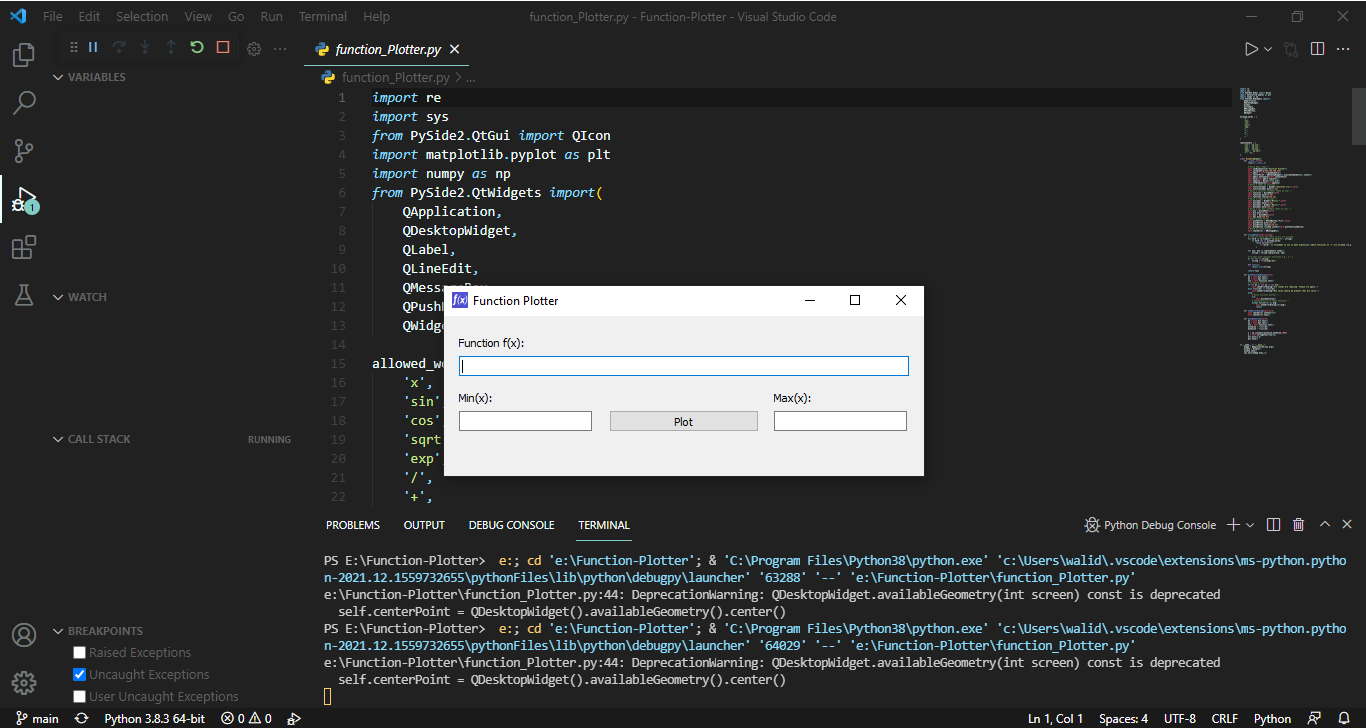 File Edit Selection View Go Run Terminal Help
function_Plotter.py - Function-Plotter - Visual Studio Code
function_Plotter.py
function_Plotter.py > ...
VARIABLES
WATCH
CALL STACK
RUNNING
BREAKPOINTS
Raised Exceptions
Uncaught Exceptions
User Uncaught Exceptions
1
1 import re
2 import sys
3 from PySide2.QtGui import QIcon
4 import matplotlib.pyplot as plt
5 import numpy as np
6 from PySide2.QtWidgets import(
7 QApplication,
8 QDesktopWidget,
9 QLabel,
10 QLineEdit,
11
12
13
14
15
16 'x',
17 'sin'
18 'cos'
19 'sqrt
20 'exp'
21 '/',
22 '+',
f(x) Function Plotter
Function f(x):
Min(x):
Max(x):
Plot
PROBLEMS OUTPUT DEBUG CONSOLE TERMINAL
Python Debug Console
PS E:\Function-Plotter> e:; cd 'e:\Function-Plotter'; & 'C:\Program Files\Python38\python.exe' 'c:\Users\walid\.vscode\extensions\ms-python.pytho
n-2021.12.1559732655\pythonFiles\lib\python\debugpy\launcher' '63288' '--' 'e:\Function-Plotter\function_Plotter.py'
e:\Function-Plotter\function_Plotter.py:44: DeprecationWarning: QDesktopWidget.availableGeometry(int screen) const is deprecated
self.centerPoint = QDesktopWidget().availableGeometry().center()
PS E:\Function-Plotter> e:; cd 'e:\Function-Plotter'; & 'C:\Program Files\Python38\python.exe' 'c:\Users\walid\.vscode\extensions\ms-python.pytho
n-2021.12.1559732655\pythonFiles\lib\python\debugpy\launcher' '64029' '--' 'e:\Function-Plotter\function_Plotter.py'
e:\Function-Plotter\function_Plotter.py:44: DeprecationWarning: QDesktopWidget.availableGeometry(int screen) const is deprecated
self.centerPoint = QDesktopWidget().availableGeometry().center()
main Python 3.8.3 64-bit 0 0
Ln 1, Col 1 Spaces: 4 UTF-8 CRLF Python